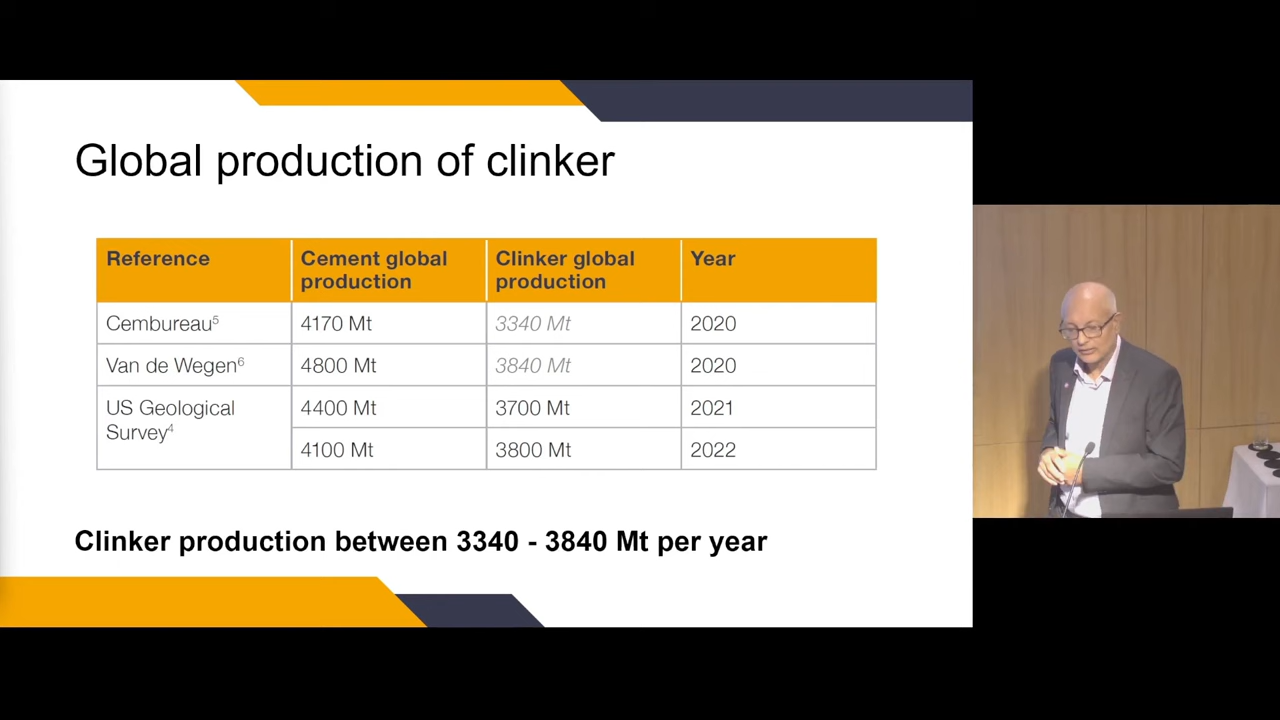 Global production of clinker
Reference
Cement global
production
Clinker global
production
Year
Cembureau⁵
4170 Mt
3340 Mt
2020
Van de Wegen⁶
4800 Mt
3840 Mt
2020
US Geological
Survey⁴
4400 Mt
3700 Mt
2021
4100 Mt
3800 Mt
2022
Clinker production between 3340 - 3840 Mt per year